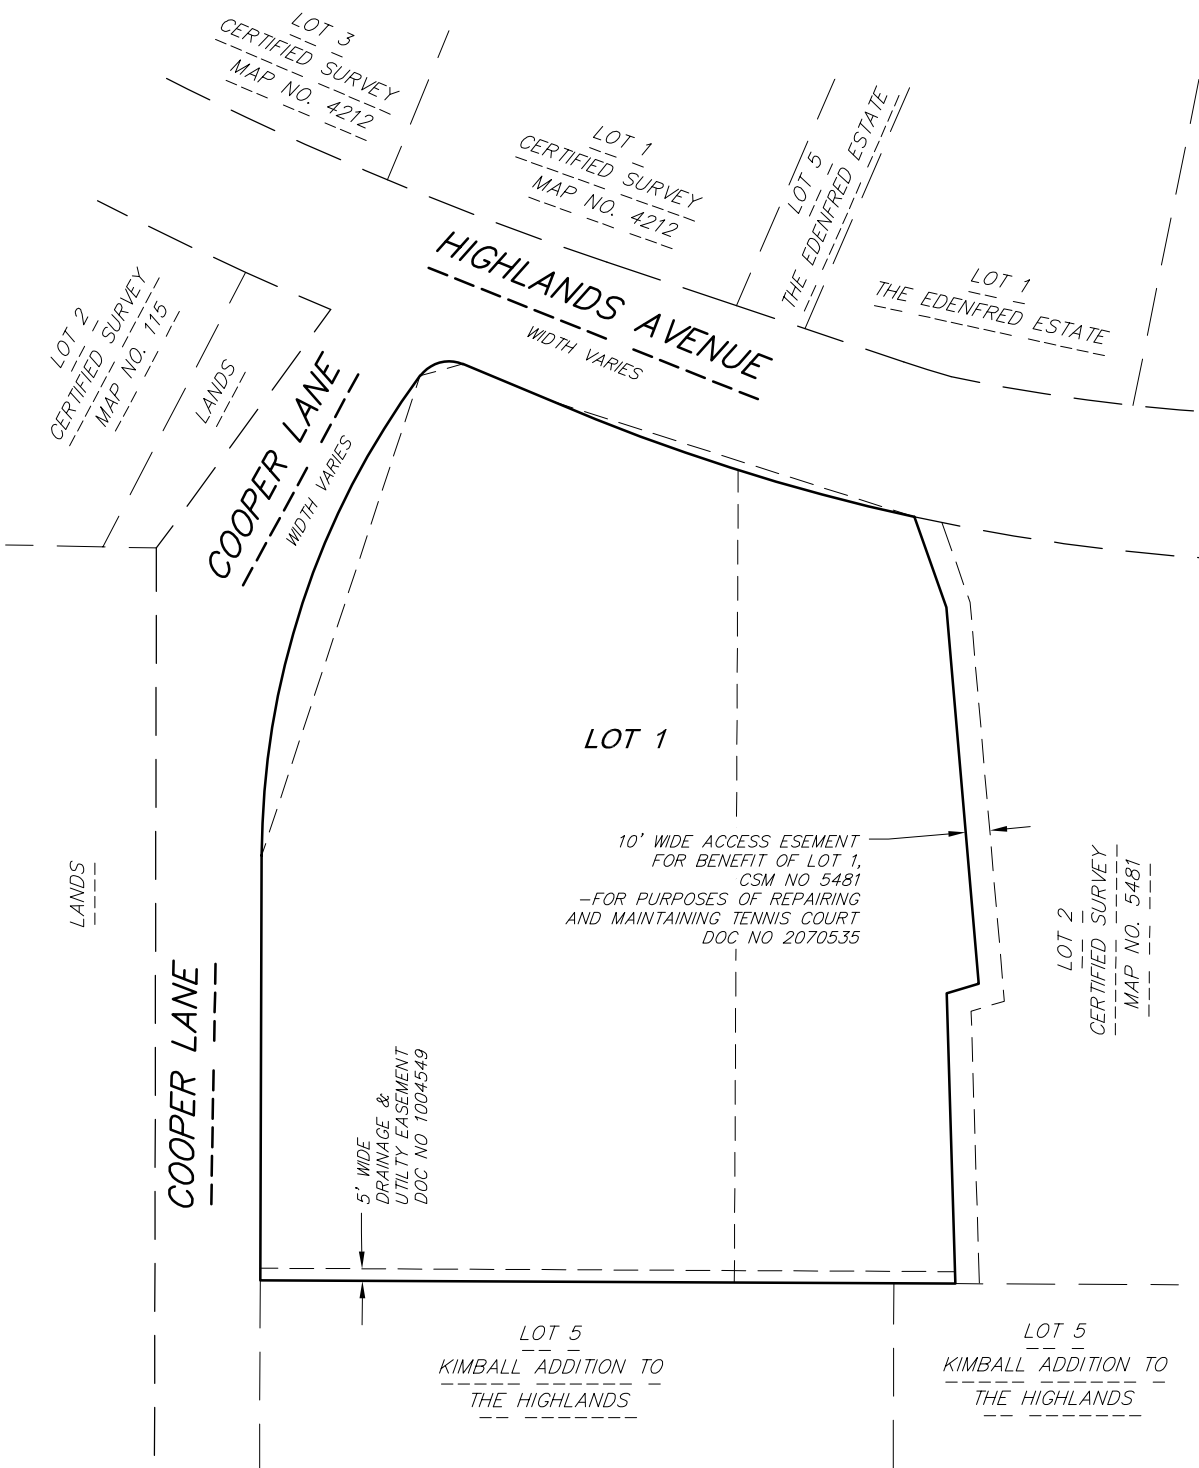 LOT 3
CERTIFIED SURVEY
MAP NO. 4212
LOT 1
CERTIFIED SURVEY
MAP NO. 4212
LOT 5
THE EDENFRED ESTATE
LOT 1
THE EDENFRED ESTATE
HIGHLANDS AVENUE
WIDTH VARIES
LOT 2
CERTIFIED SURVEY
MAP NO. 115
LANDS
COOPER LANE
WIDTH VARIES
LOT 1
10' WIDE ACCESS ESEMENT
FOR BENEFIT OF LOT 1,
CSM NO 5481
-FOR PURPOSES OF REPAIRING
AND MAINTAINING TENNIS COURT
DOC NO 2070535
LANDS
COOPER LANE
LOT 2
CERTIFIED SURVEY
MAP NO. 5481
5' WIDE
DRAINAGE &
UTILTY EASEMENT
DOC NO 1004549
LOT 5
KIMBALL ADDITION TO
THE HIGHLANDS
LOT 5
KIMBALL ADDITION TO
THE HIGHLANDS